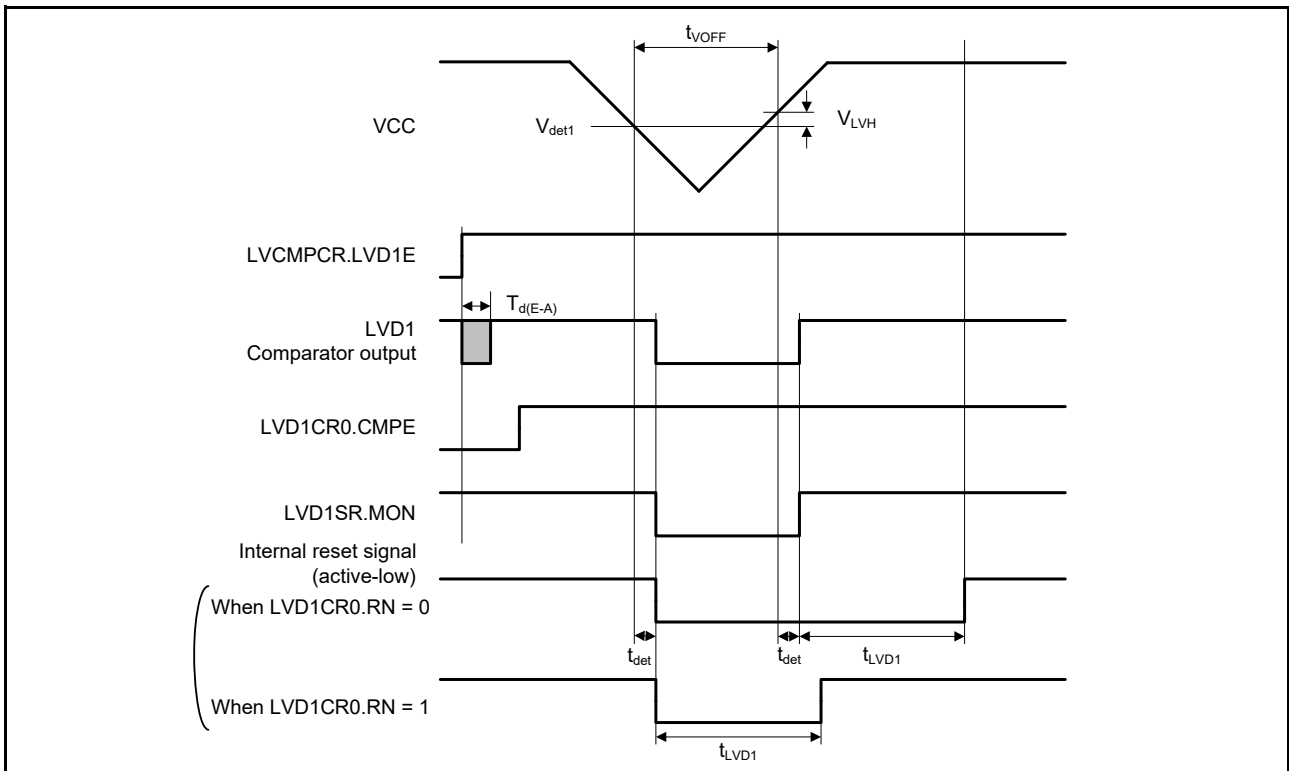 tVOFF
VCC
Vdet1
VLVH
LVCMPCR.LVD1E
Td(E-A)
LVD1
Comparator output
LVD1CR0.CMPE
LVD1SR.MON
Internal reset signal
(active-low)
When LVD1CR0.RN = 0
tdet
tdet
tLVD1
When LVD1CR0.RN = 1
tLVD1